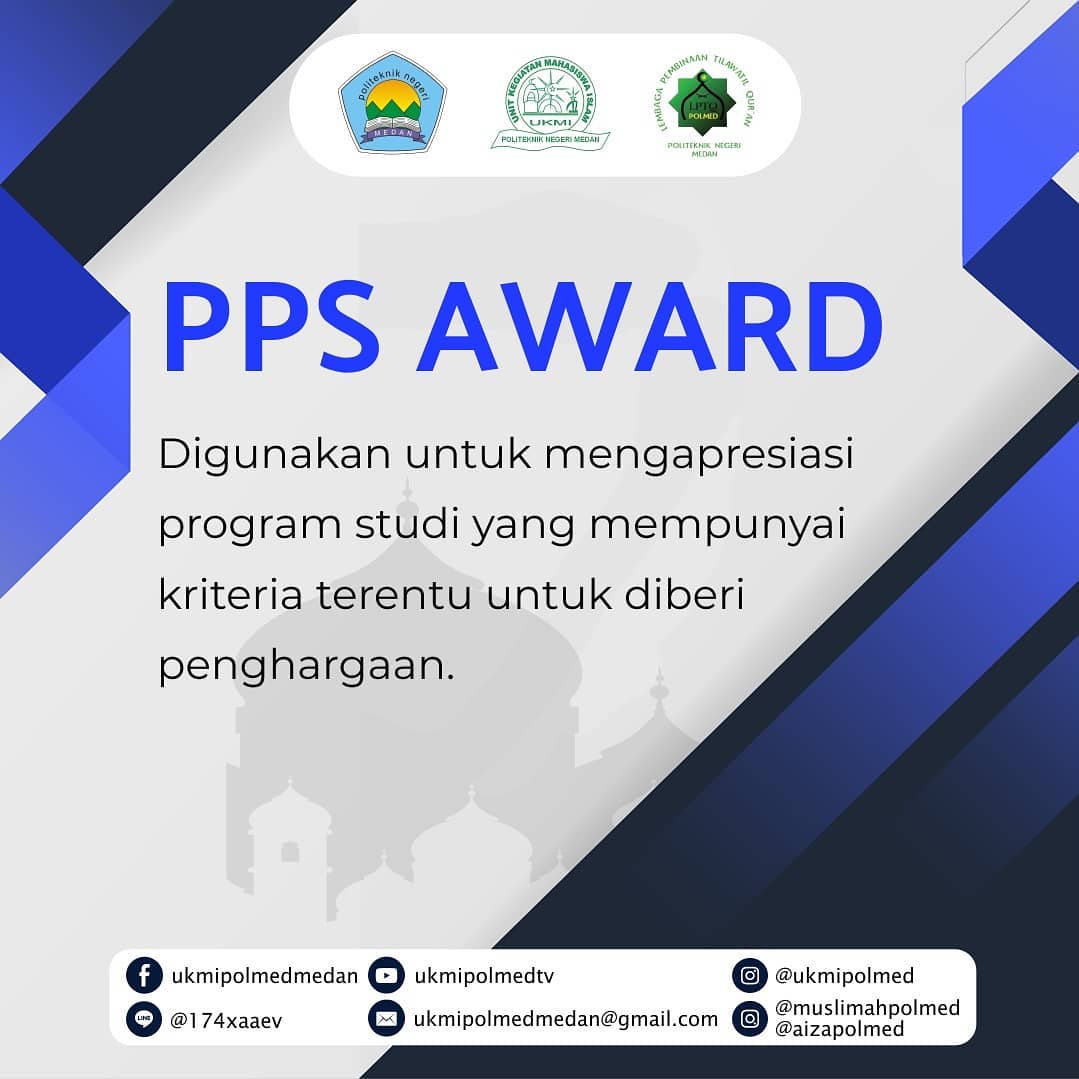 politeknik negeri
MEDAN
UNIT KEGIATAN MAHASISWA ISLAM
UKMI
POLITEKNIK NEGERI MEDAN
LEMBAGA PEMBINAAN TILAWATIL QUR'AN
LPTQ
POLMED
POLITEKNIK NEGERI
MEDAN
PPS AWARD
Digunakan untuk mengapresiasi
program studi yang mempunyai
kriteria terentu untuk diberi
penghargaan.
ukmipolmedmedan
ukmipolmedtv
@ukmipolmed
LINE
@174xaaev
ukmipolmedmedan@gmail.com
@muslimahpolmed
@aizapolmed